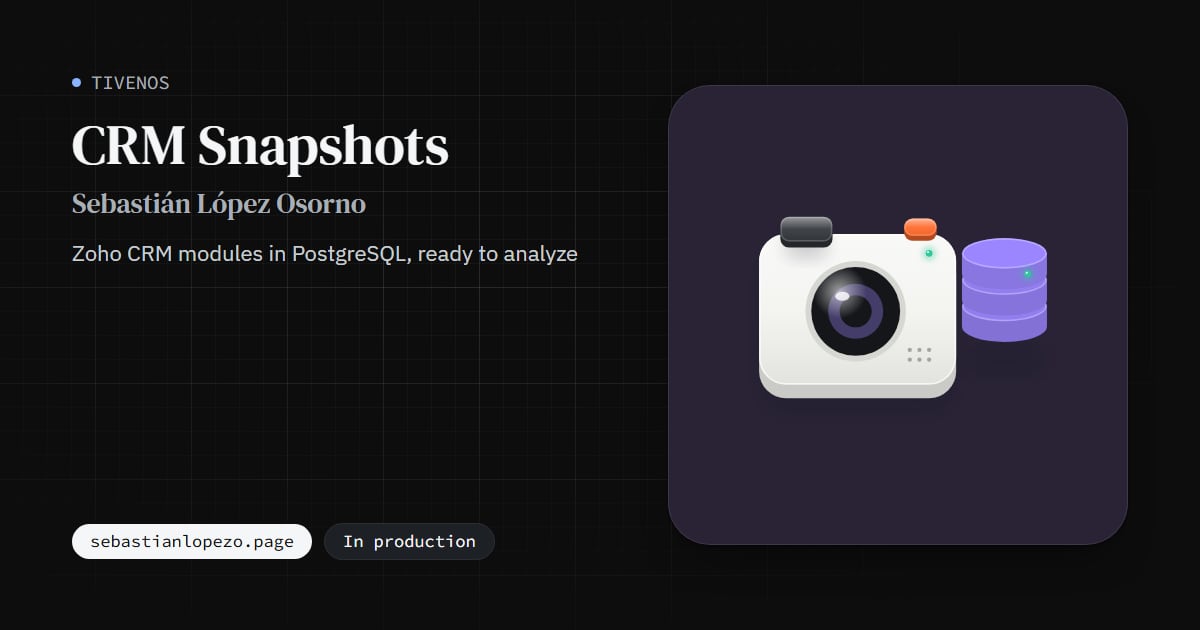 TIVENOS
CRM Snapshots
Sebastián López Osorno
Zoho CRM modules in PostgreSQL, ready to analyze
sebastianlopezo.page
In production